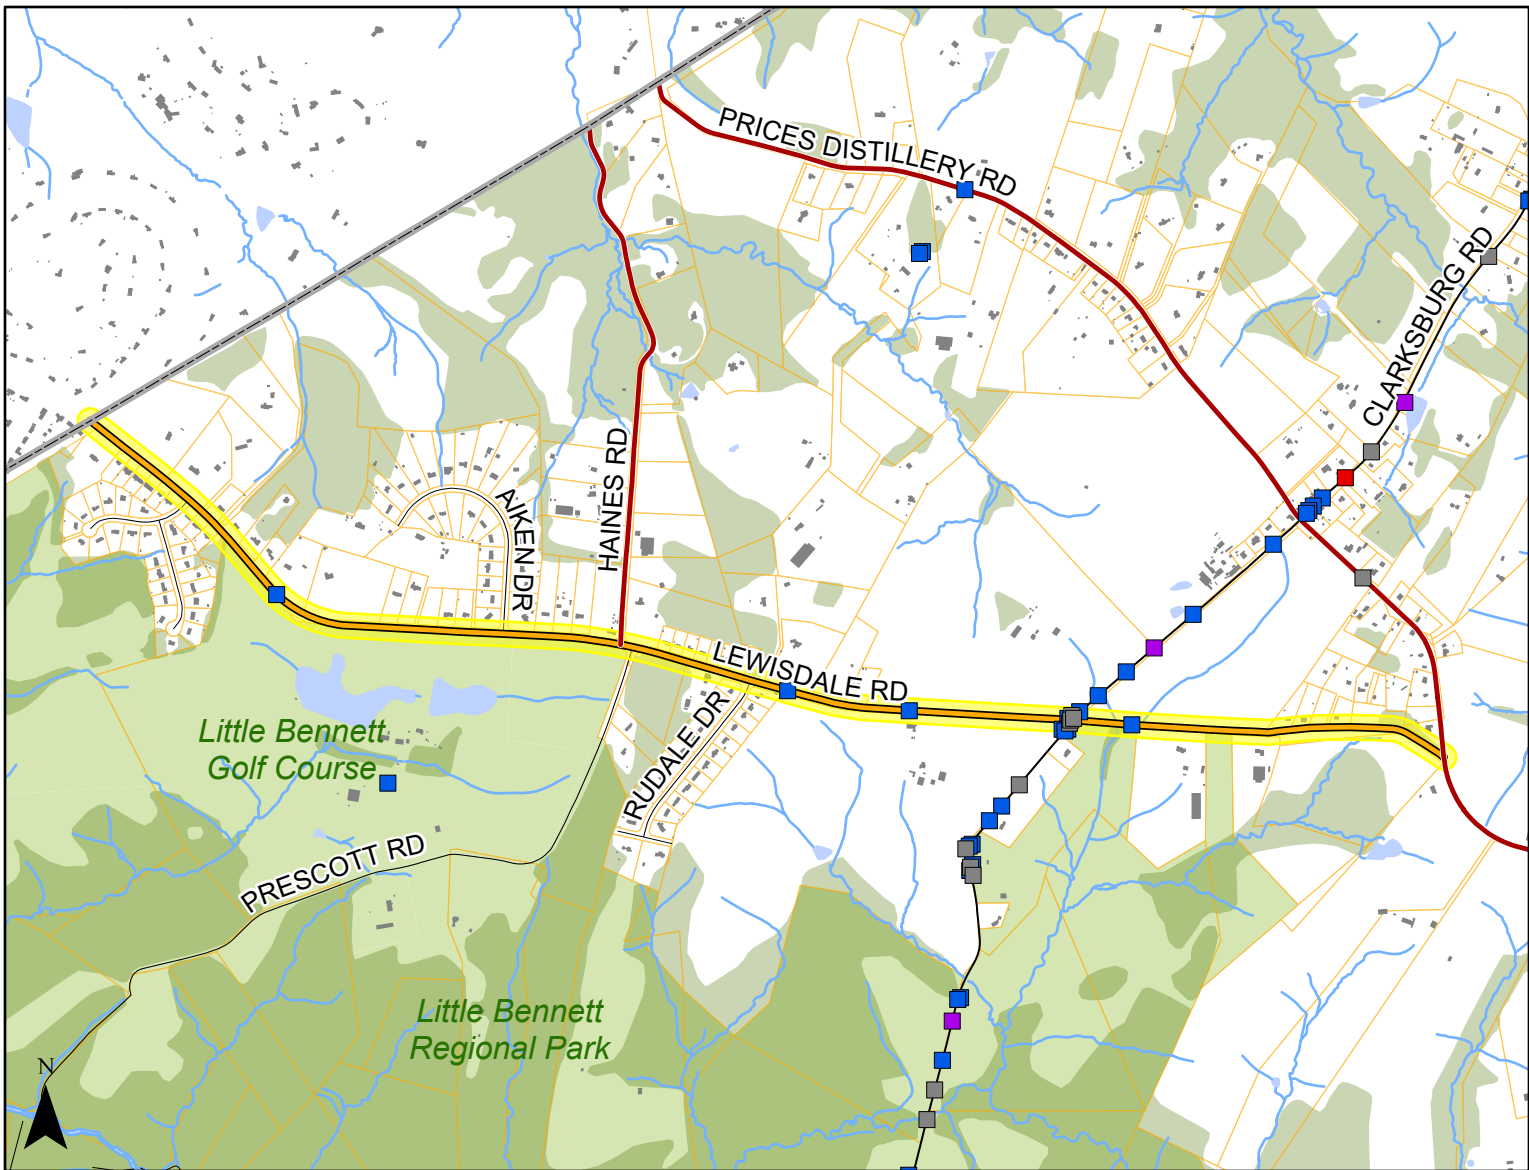 PRICES DISTILLERY RD
CLARKSBURG RD
HAINES RD
AIKEN DR
LEWISDALE RD
RUDALE DR
Little Bennett
Golf Course
PRESCOTT RD
Little Bennett
Regional Park
N